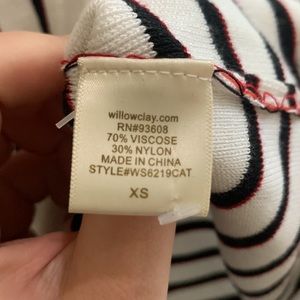 willowclay.com
RN#93608
70% VISCOSE
30% NYLON
MADE IN CHINA
STYLE#WS6219CAT
XS